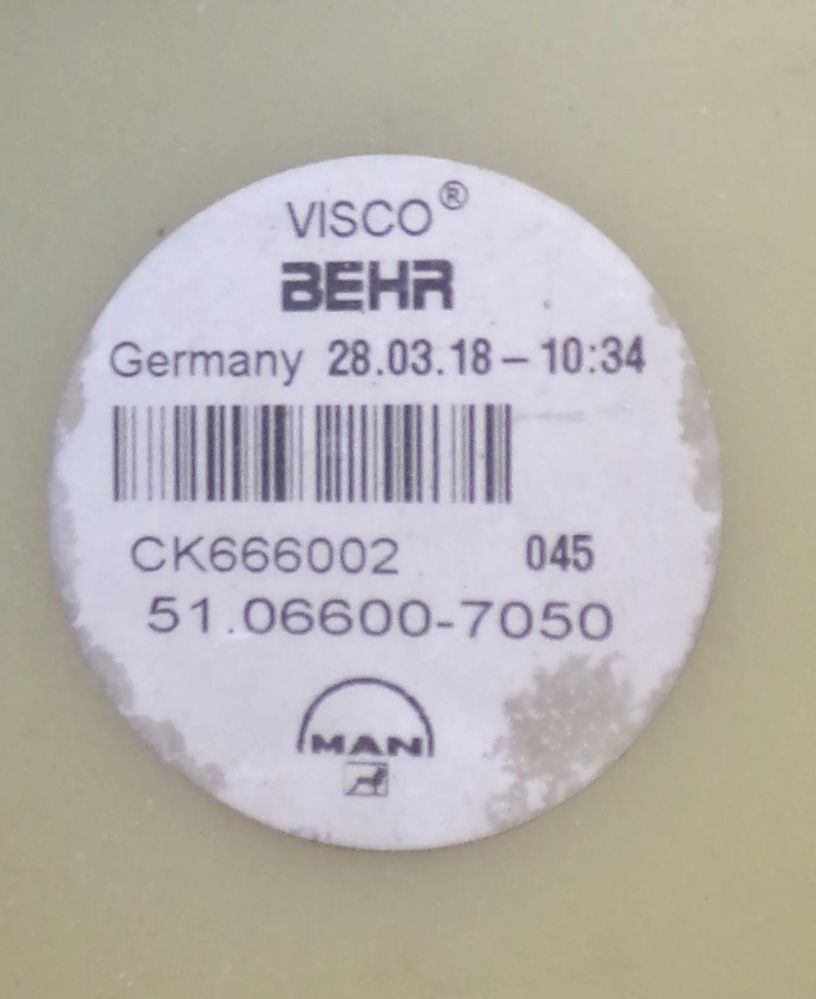 VISCO®
BEHR
Germany 28.03.18 – 10:34
CK666002 045
51.06600-7050
MAN